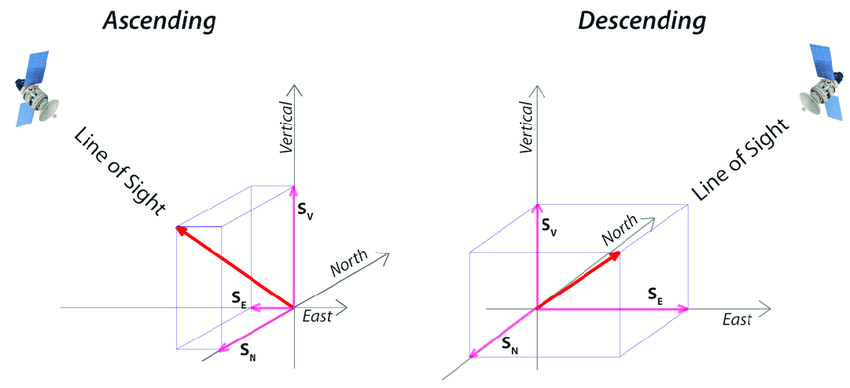 Ascending
Descending
Line of Sight
Vertical
S_V
North
S_E
East
S_N
Line of Sight
Vertical
S_V
North
S_E
East
S_N